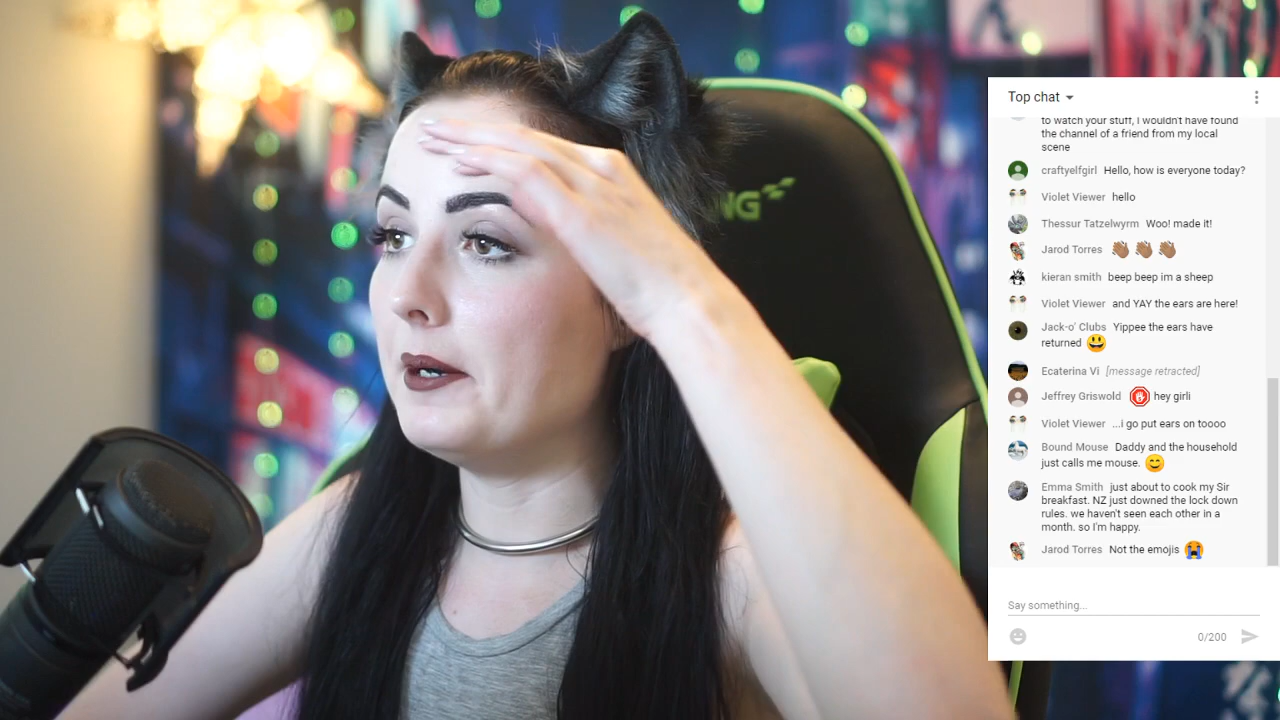 NG
Top chat
to watch your stuff, I wouldn't have found
the channel of a friend from my local
scene
craftyelfgirl Hello, how is everyone today?
Violet Viewer hello
Thessur Tatzelwyrm Woo! made it!
Jarod Torres 👋🏽 👋🏽 👋🏽
kieran smith beep beep im a sheep
Violet Viewer and YAY the ears are here!
Jack-o' Clubs Yippee the ears have
returned 😃
Ecaterina Vi [message retracted]
Jeffrey Griswold hey girli
Violet Viewer ...i go put ears on toooo
Bound Mouse Daddy and the household
just calls me mouse. 😊
Emma Smith just about to cook my Sir
breakfast. NZ just downed the lock down
rules. we haven't seen each other in a
month. so I'm happy.
Jarod Torres Not the emojis 😭
Say something...
0/200